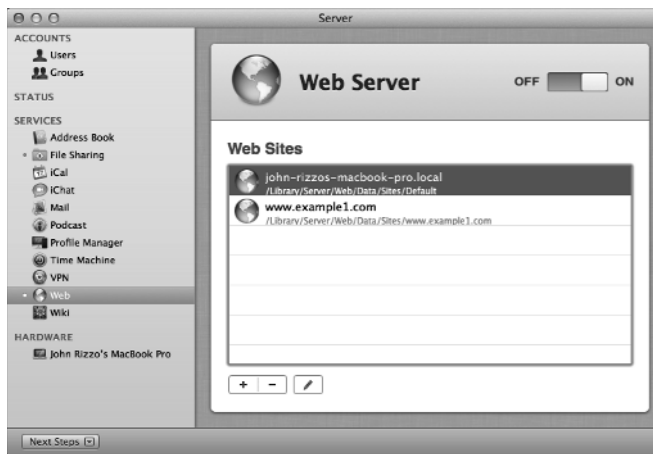 Server
ACCOUNTS
Users
Groups
STATUS
SERVICES
Address Book
File Sharing
iCal
iChat
Mail
Podcast
Profile Manager
Time Machine
VPN
Web
Wiki
HARDWARE
John Rizzo's MacBook Pro
Next Steps
Web Server
OFF ON
Web Sites
john-rizzos-macbook-pro.local
/Library/Server/Web/Data/Sites/Default
www.example1.com
/Library/Server/Web/Data/Sites/www.example1.com